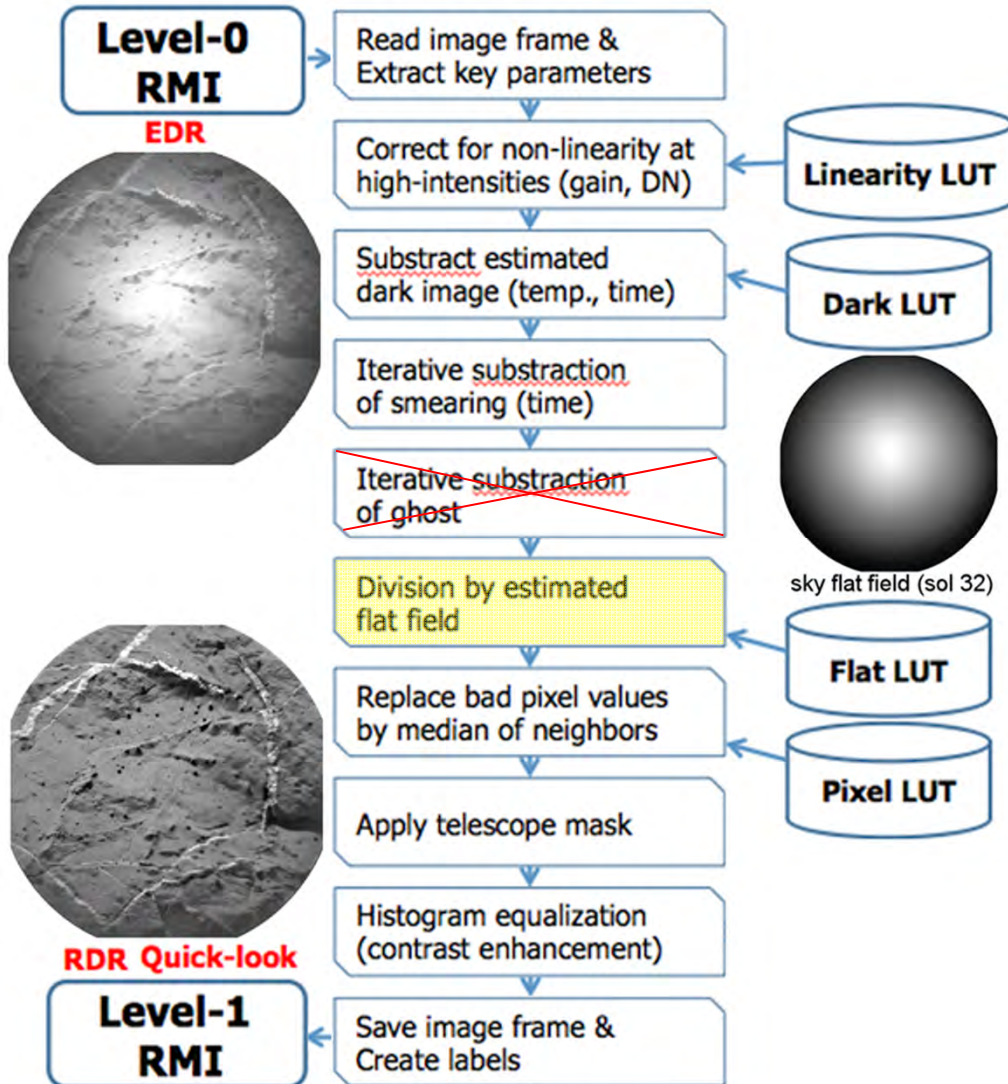 Level-0
RMI
EDR
Read image frame &
Extract key parameters
Correct for non-linearity at
high-intensities (gain, DN)
Linearity LUT
Substract estimated
dark image (temp., time)
Dark LUT
Iterative substraction
of smearing (time)
Iterative substraction
of ghost
sky flat field (sol 32)
Division by estimated
flat field
Flat LUT
Replace bad pixel values
by median of neighbors
Pixel LUT
Apply telescope mask
Histogram equalization
(contrast enhancement)
RDR Quick-look
Level-1
RMI
Save image frame &
Create labels